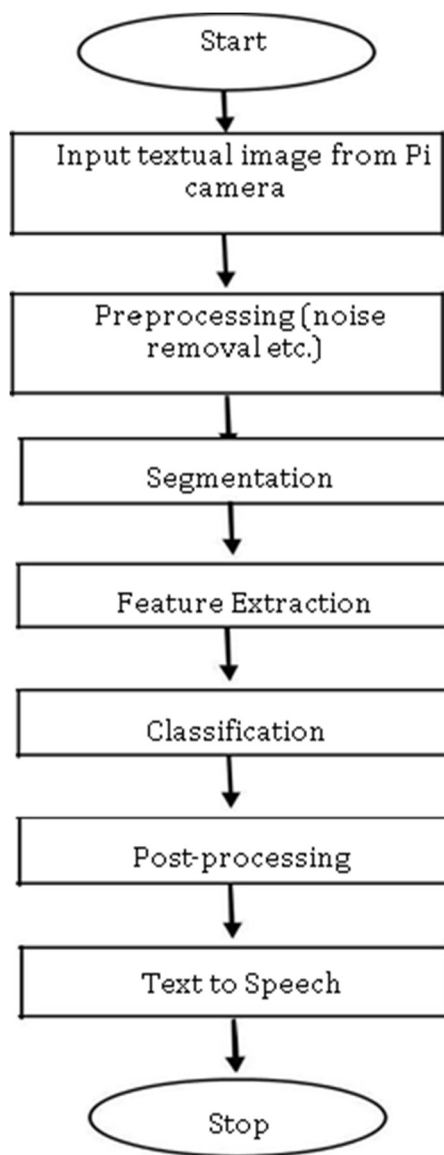 Start
Input textual image from Pi
camera
Preprocessing (noise
removal etc.)
Segmentation
Feature Extraction
Classification
Post-processing
Text to Speech
Stop